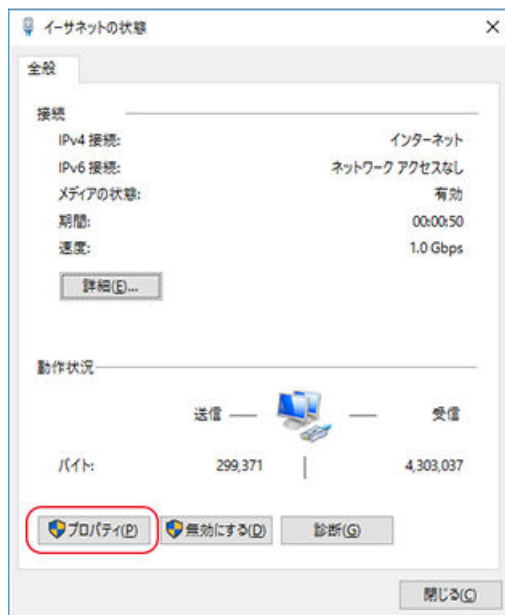 イーサネットの状態
全般
接続
IPv4 接続: インターネット
IPv6 接続: ネットワーク アクセスなし
メディアの状態: 有効
期間: 00:00:50
速度: 1.0 Gbps
詳細(E)...
動作状況
送信 — — 受信
バイト: 299,371 | 4,303,037
プロパティ(P) 無効にする(D) 診断(G)
閉じる(C)